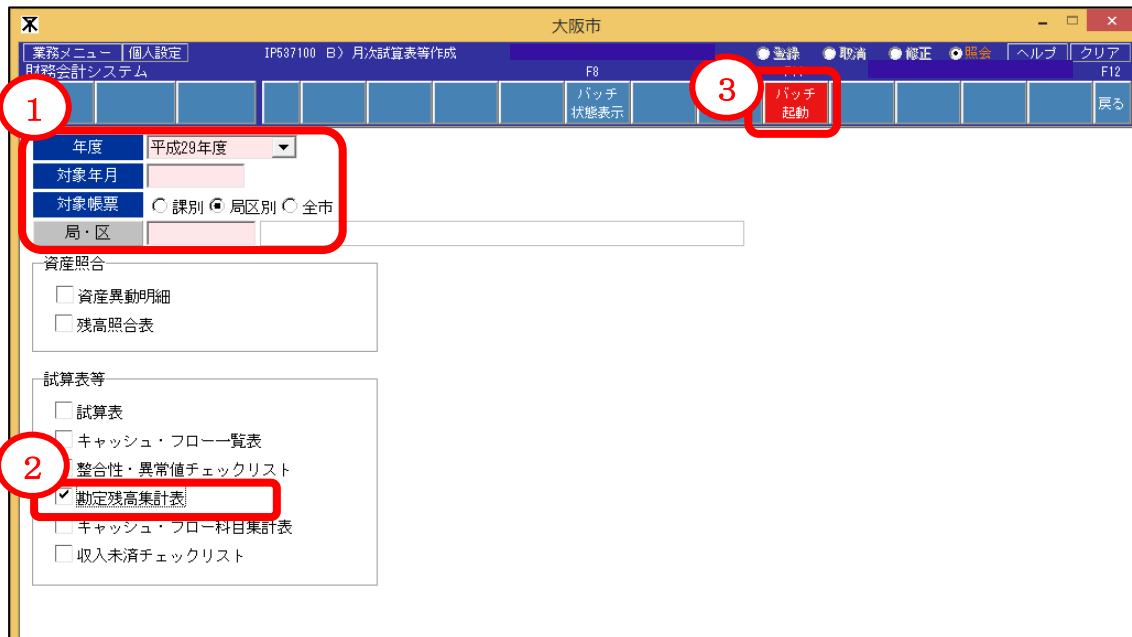 大阪市
業務メニュー 個人設定 IP537100 B）月次試算表等作成 登録 取消 修正 照会 ヘルプ クリア
財務会計システム F8 F12
バッチ
状態表示
バッチ
起動
戻る
1
3
年度 平成29年度
対象年月
対象帳票 課別 局区別 全市
局・区
資産照合
資産異動明細
残高照合表
試算表等
試算表
キャッシュ・フロー一覧表
2
整合性・異常値チェックリスト
勘定残高集計表
キャッシュ・フロー科目集計表
収入未済チェックリスト